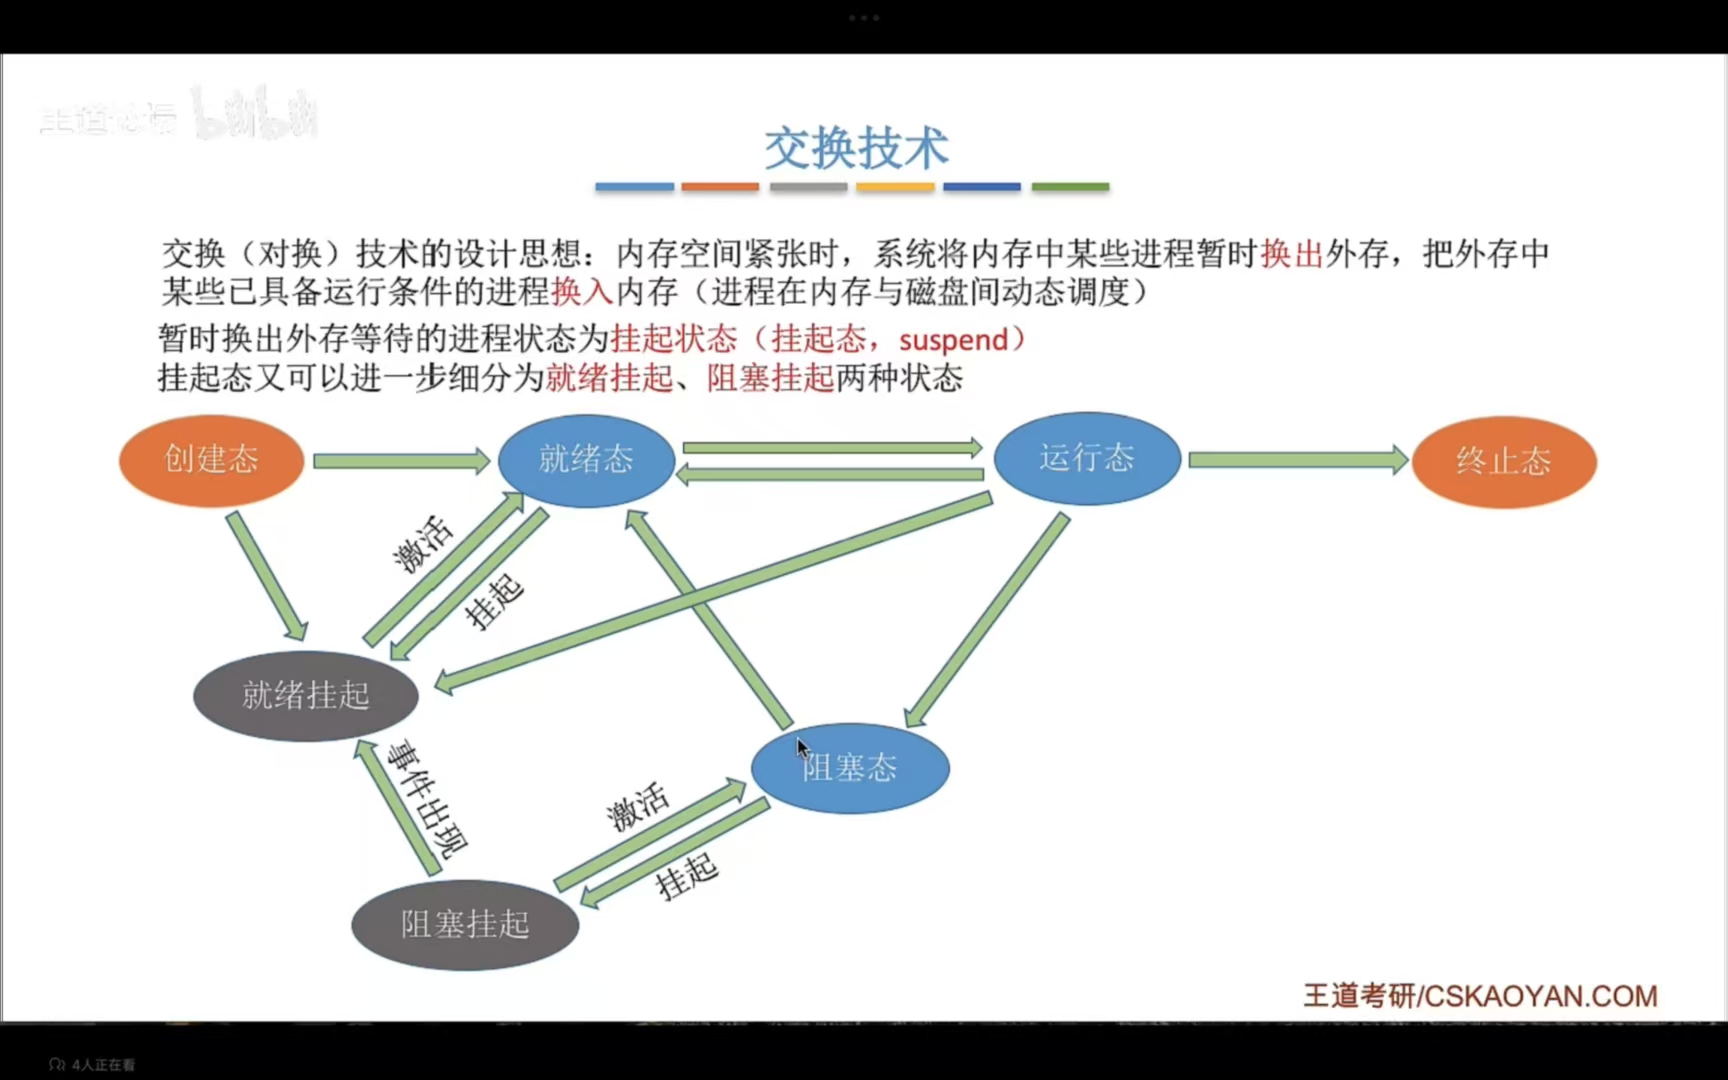 王道论坛 bilibili
交换技术
交换（对换）技术的设计思想：内存空间紧张时，系统将内存中某些进程暂时换出外存，把外存中
某些已具备运行条件的进程换入内存（进程在内存与磁盘间动态调度）
暂时换出外存等待的进程状态为挂起状态（挂起态，suspend）
挂起态又可以进一步细分为就绪挂起、阻塞挂起两种状态
创建态
就绪态
运行态
终止态
激活
挂起
就绪挂起
事件出现
阻塞态
激活
挂起
阻塞挂起
王道考研/CSKAOYAN.COM
4人正在看